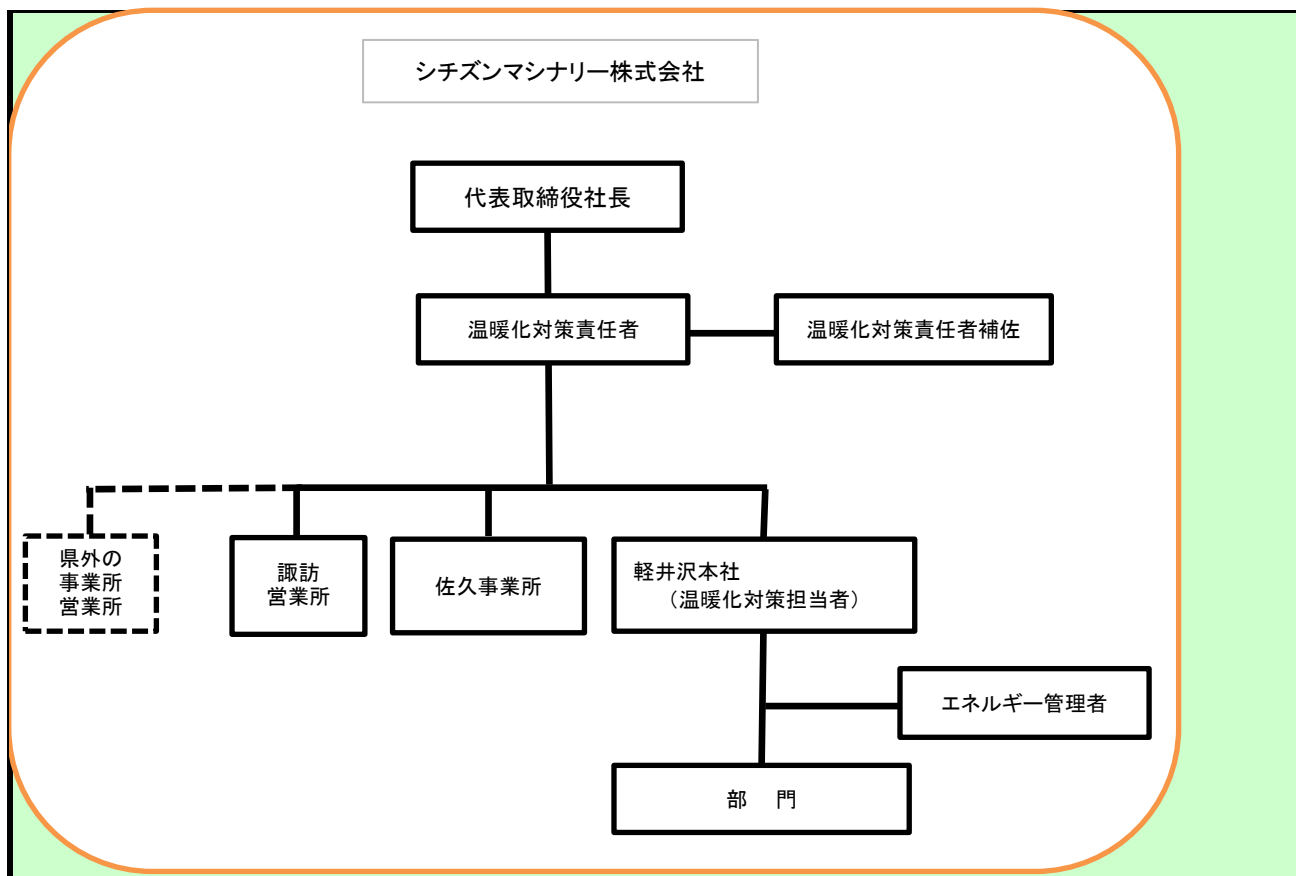 シチズンマシナリー株式会社
代表取締役社長
温暖化対策責任者
温暖化対策責任者補佐
県外の
事業所
営業所
諏訪
営業所
佐久事業所
軽井沢本社
（温暖化対策担当者）
エネルギー管理者
部　門